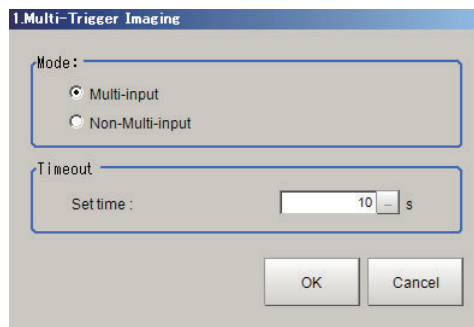 1.Multi-Trigger Imaging
Mode:
Multi-input
Non-Multi-input
Timeout
Set time : 10 s
OK Cancel